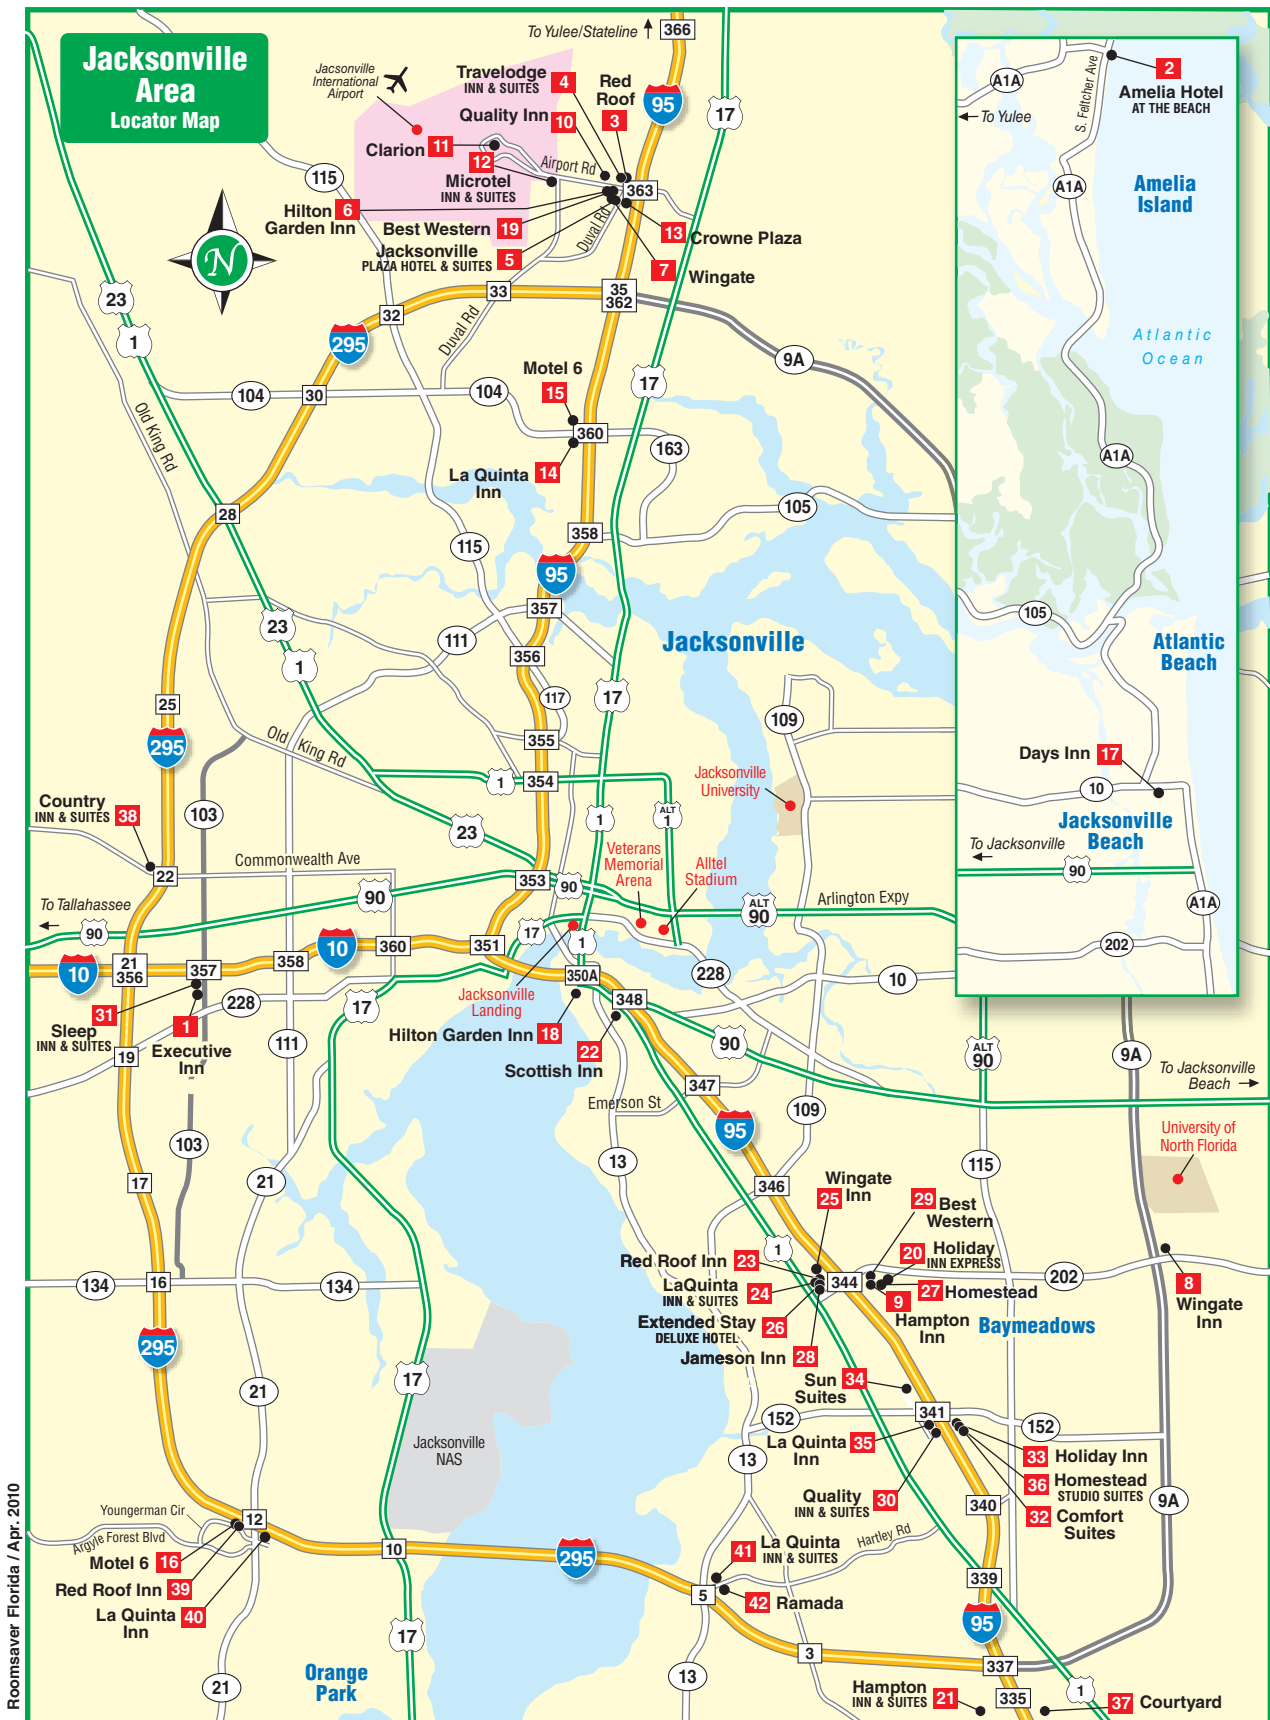 Jacksonville
Area
Locator Map
To Yulee/Stateline
366
Jacsonville
International
Airport
Travelodge
INN & SUITES
4
Red
Roof
3
95
17
Quality Inn
10
Clarion
11
12
Airport Rd
Microtel
INN & SUITES
363
115
Hilton
Garden Inn
6
Best Western
19
Duval Rd
13
Crowne Plaza
Jacksonville
PLAZA HOTEL & SUITES
5
7
Wingate
N
23
1
33
35
362
32
295
Duval Rd
9A
Motel 6
15
17
104
30
104
360
163
Old King Rd
La Quinta
Inn
14
28
105
358
115
95
357
23
1
111
356
Jacksonville
17
117
25
109
295
Old King Rd
355
354
1
Jacksonville
University
Country
INN & SUITES
38
103
23
1
ALT
1
Veterans
Memorial
Arena
Alltel
Stadium
Commonwealth Ave
22
353
90
90
ALT
90
Arlington Expy
To Tallahassee
90
17
1
10
360
351
10
21
356
357
358
350A
228
10
31
Sleep
INN & SUITES
1
Executive
Inn
228
17
Jacksonville
Landing
348
Hilton Garden Inn
18
22
Scottish Inn
90
19
111
347
ALT
90
9A
To Jacksonville
Beach
Emerson St
109
95
103
13
University of
North Florida
17
21
346
115
Wingate
Inn
25
29
Best
Western
1
20
Holiday
INN EXPRESS
Red Roof Inn
23
LaQuinta
INN & SUITES
24
344
202
27
Homestead
8
Wingate
Inn
9
Hampton
Inn
Extended Stay
DELUXE HOTEL
26
Baymeadows
Jameson Inn
28
134
16
134
295
17
Sun
Suites
34
21
341
152
152
Jacksonville
NAS
La Quinta
Inn
35
13
33
Holiday Inn
36
Homestead
STUDIO SUITES
Quality
INN & SUITES
30
340
9A
32
Comfort
Suites
Youngerman Cir
12
Argyle Forest Blvd
Hartley Rd
Motel 6
16
10
295
41
La Quinta
INN & SUITES
Red Roof Inn
39
339
La Quinta
Inn
40
5
42
Ramada
95
17
3
337
Orange
Park
21
13
Hampton
INN & SUITES
21
335
1
37
Courtyard
Roomsaver Florida / Apr. 2010
2
Amelia Hotel
AT THE BEACH
A1A
S. Feltcher Ave
To Yulee
A1A
Amelia
Island
Atlantic
Ocean
A1A
105
Atlantic
Beach
Days Inn
17
10
Jacksonville
Beach
To Jacksonville
90
A1A
202